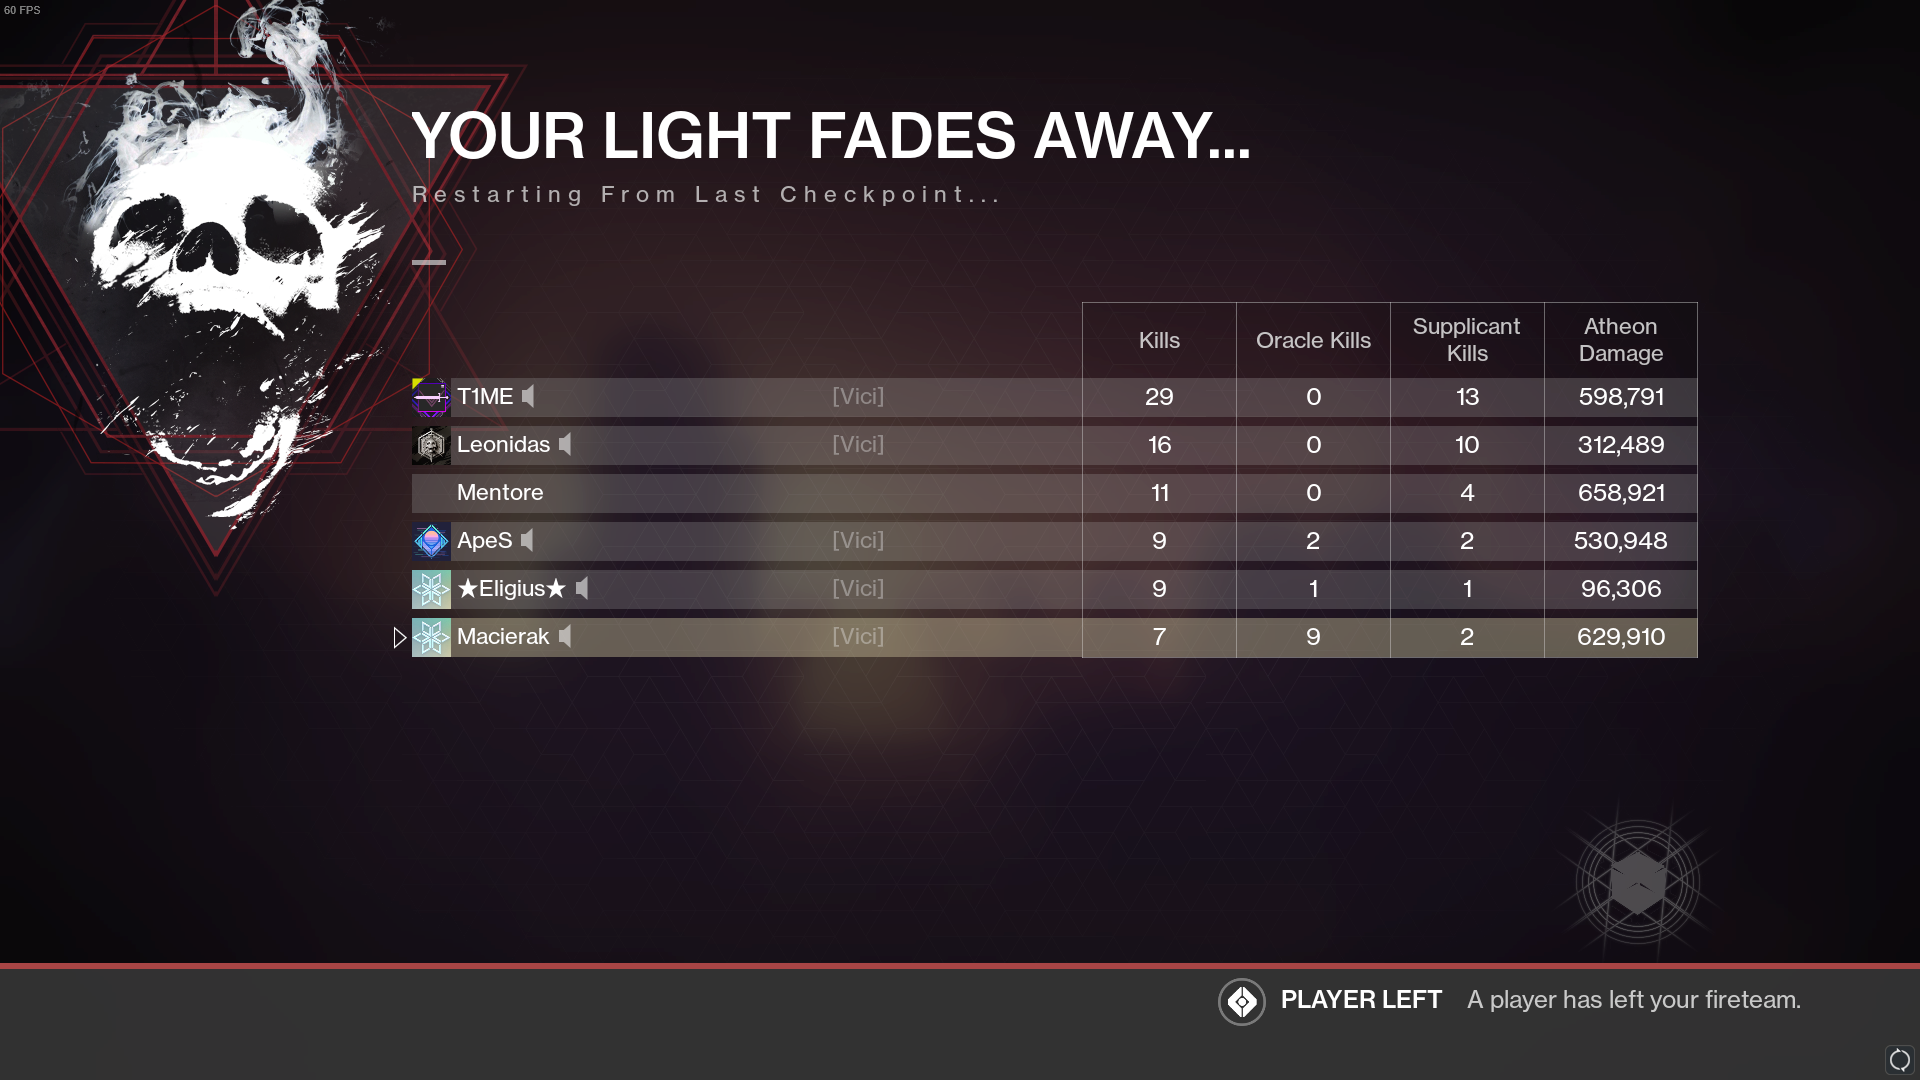 60 FPS
YOUR LIGHT FADES AWAY...
Restarting From Last Checkpoint...
Kills Oracle Kills Supplicant Kills Atheon Damage
T1ME [Vici] 29 0 13 598,791
Leonidas [Vici] 16 0 10 312,489
Mentore 11 0 4 658,921
ApeS [Vici] 9 2 2 530,948
★Eligius★ [Vici] 9 1 1 96,306
Macierak [Vici] 7 9 2 629,910
PLAYER LEFT A player has left your fireteam.